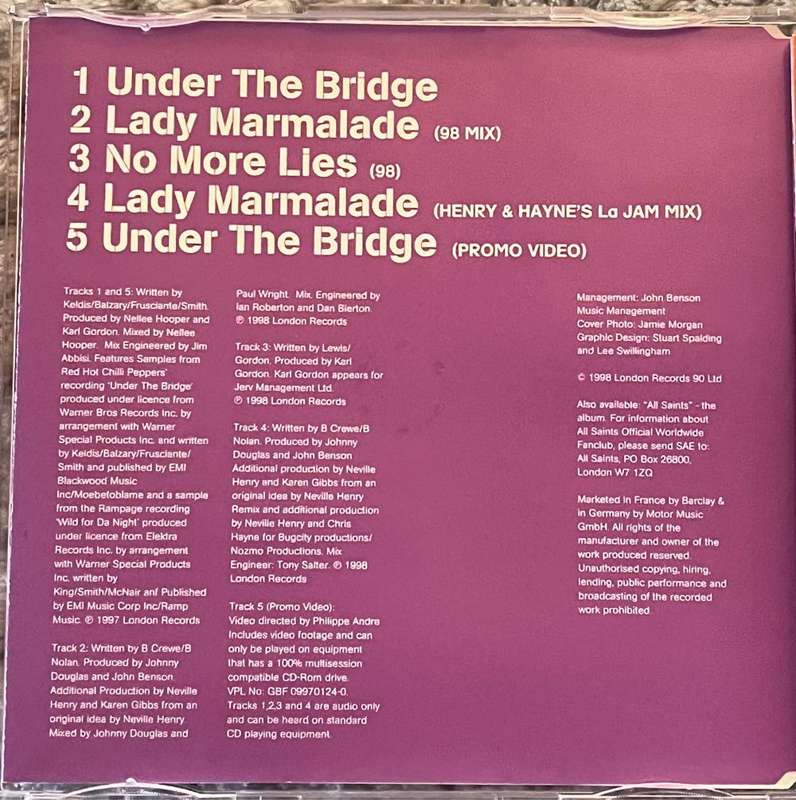 1 Under The Bridge
2 Lady Marmalade (98 MIX)
3 No More Lies (98)
4 Lady Marmalade (HENRY & HAYNE'S La JAM MIX)
5 Under The Bridge (PROMO VIDEO)
Tracks 1 and 5: Written by
Keidis/Balzary/Frusciante/Smith.
Produced by Nellee Hooper and
Karl Gordon. Mixed by Nellee
Hooper. Mix Engineered by Jim
Abbisi. Features Samples from
Red Hot Chilli Peppers'
recording 'Under The Bridge'
produced under licence from
Warner Bros Records Inc. by
arrangement with Warner
Special Products Inc. and written
by Keidis/Balzary/Frusciante/
Smith and published by EMI
Blackwood Music
Inc/Moebetoblame and a sample
from the Rampage recording
'Wild for Da Night' produced
under licence from Elektra
Records Inc. by arrangement
with Warner Special Products
Inc. written by
King/Smith/McNair anf Published
by EMI Music Corp Inc/Ramp
Music. ℗ 1997 London Records
Track 2: Written by B Crewe/B
Nolan. Produced by Johnny
Douglas and John Benson.
Additional Production by Neville
Henry and Karen Gibbs from an
original idea by Neville Henry.
Mixed by Johnny Douglas and
Paul Wright. Mix. Engineered by
Ian Roberton and Dan Bierton.
℗ 1998 London Records
Track 3: Written by Lewis/
Gordon. Produced by Karl
Gordon. Karl Gordon appears for
Jerv Management Ltd.
℗ 1998 London Records
Track 4: Written by B Crewe/B
Nolan. Produced by Johnny
Douglas and John Benson
Additional production by Neville
Henry and Karen Gibbs from an
original idea by Neville Henry
Remix and additional production
by Neville Henry and Chris
Hayne for Bugcity productions/
Nozmo Productions. Mix
Engineer: Tony Salter. ℗ 1998
London Records
Track 5 (Promo Video):
Video directed by Philippe Andre
Includes video footage and can
only be played on equipment
that has a 100% multisession
compatible CD-Rom drive.
VPL No: GBF 09970124-0.
Tracks 1,2,3 and 4 are audio only
and can be heard on standard
CD playing equipment.
Management: John Benson
Music Management
Cover Photo: Jamie Morgan
Graphic Design: Stuart Spalding
and Lee Swillingham
© 1998 London Records 90 Ltd
Also available: "All Saints" - the
album. For information about
All Saints Official Worldwide
Fanclub, please send SAE to:
All Saints, PO Box 26800,
London W7 1ZQ
Marketed in France by Barclay &
in Germany by Motor Music
GmbH. All rights of the
manufacturer and owner of the
work produced reserved.
Unauthorised copying, hiring,
lending, public performance and
broadcasting of the recorded
work prohibited.